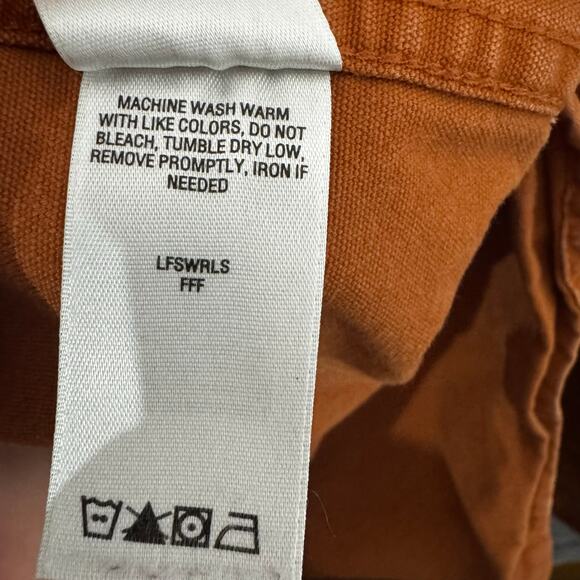 MACHINE WASH WARM
WITH LIKE COLORS, DO NOT
BLEACH, TUMBLE DRY LOW,
REMOVE PROMPTLY, IRON IF
NEEDED
LFSWRLS
FFF